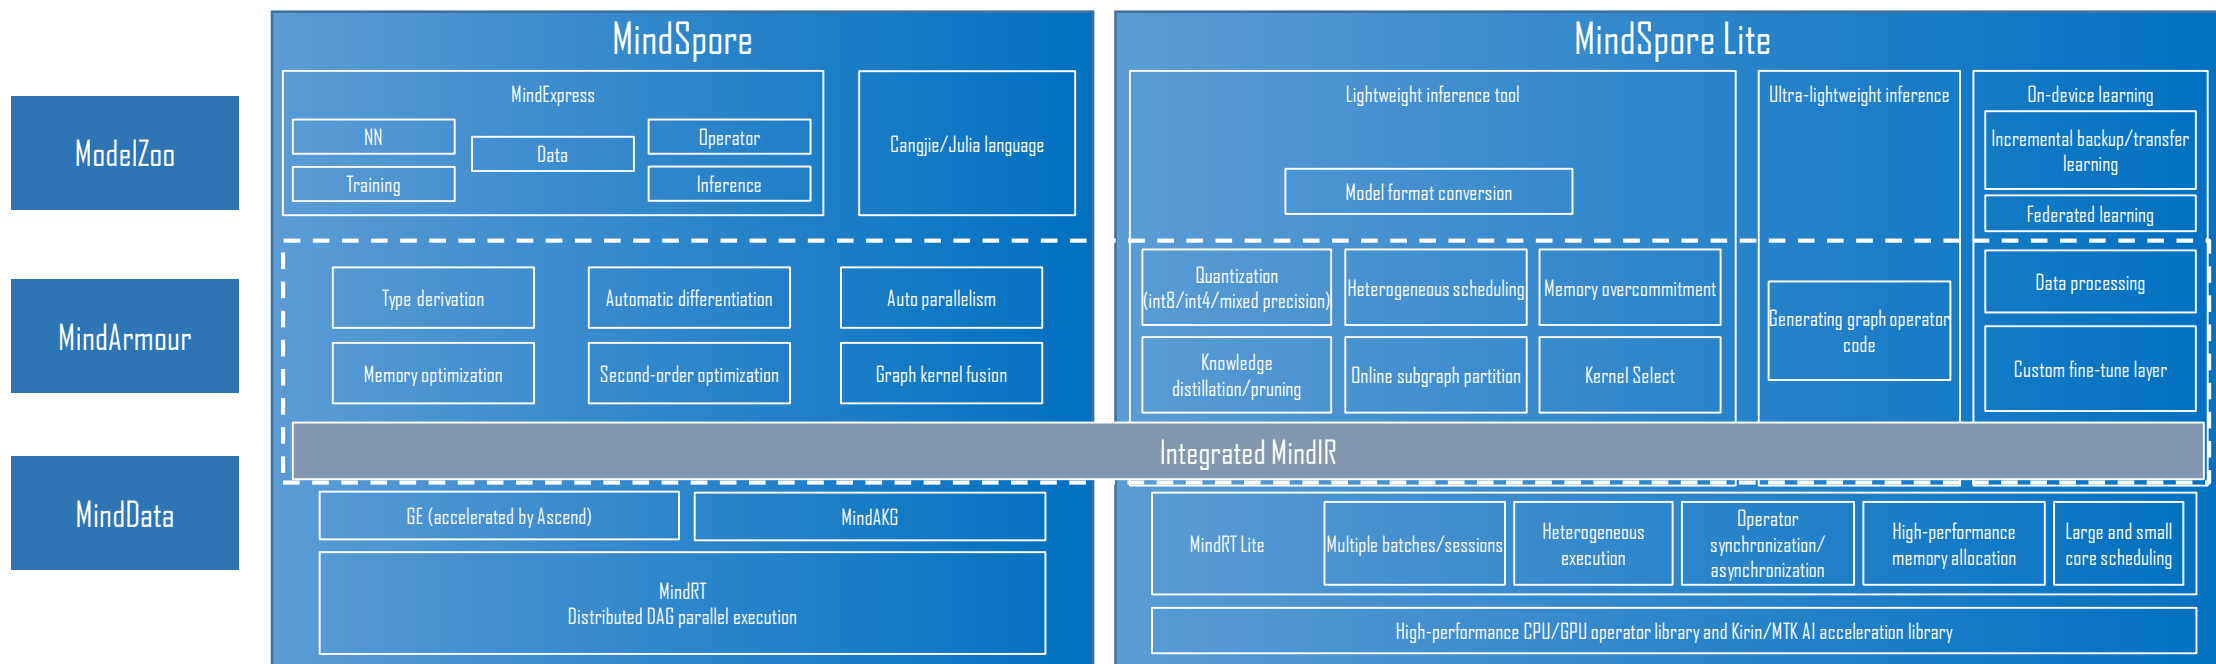 ModelZoo
MindArmour
MindData
MindSpore
MindExpress
NN
Data
Operator
Training
Inference
Cangjie/Julia language
Type derivation
Automatic differentiation
Auto parallelism
Memory optimization
Second-order optimization
Graph kernel fusion
Integrated MindIR
GE (accelerated by Ascend)
MindAKG
MindRT
Distributed DAG parallel execution
MindSpore Lite
Lightweight inference tool
Model format conversion
Quantization
(int8/int4/mixed precision)
Heterogeneous scheduling
Memory overcommitment
Knowledge
distillation/pruning
Online subgraph partition
Kernel Select
Ultra-lightweight inference
Generating graph operator
code
On-device learning
Incremental backup/transfer
learning
Federated learning
Data processing
Custom fine-tune layer
MindRT Lite
Multiple batches/sessions
Heterogeneous
execution
Operator
synchronization/
asynchronization
High-performance
memory allocation
Large and small
core scheduling
High-performance CPU/GPU operator library and Kirin/MTK AI acceleration library